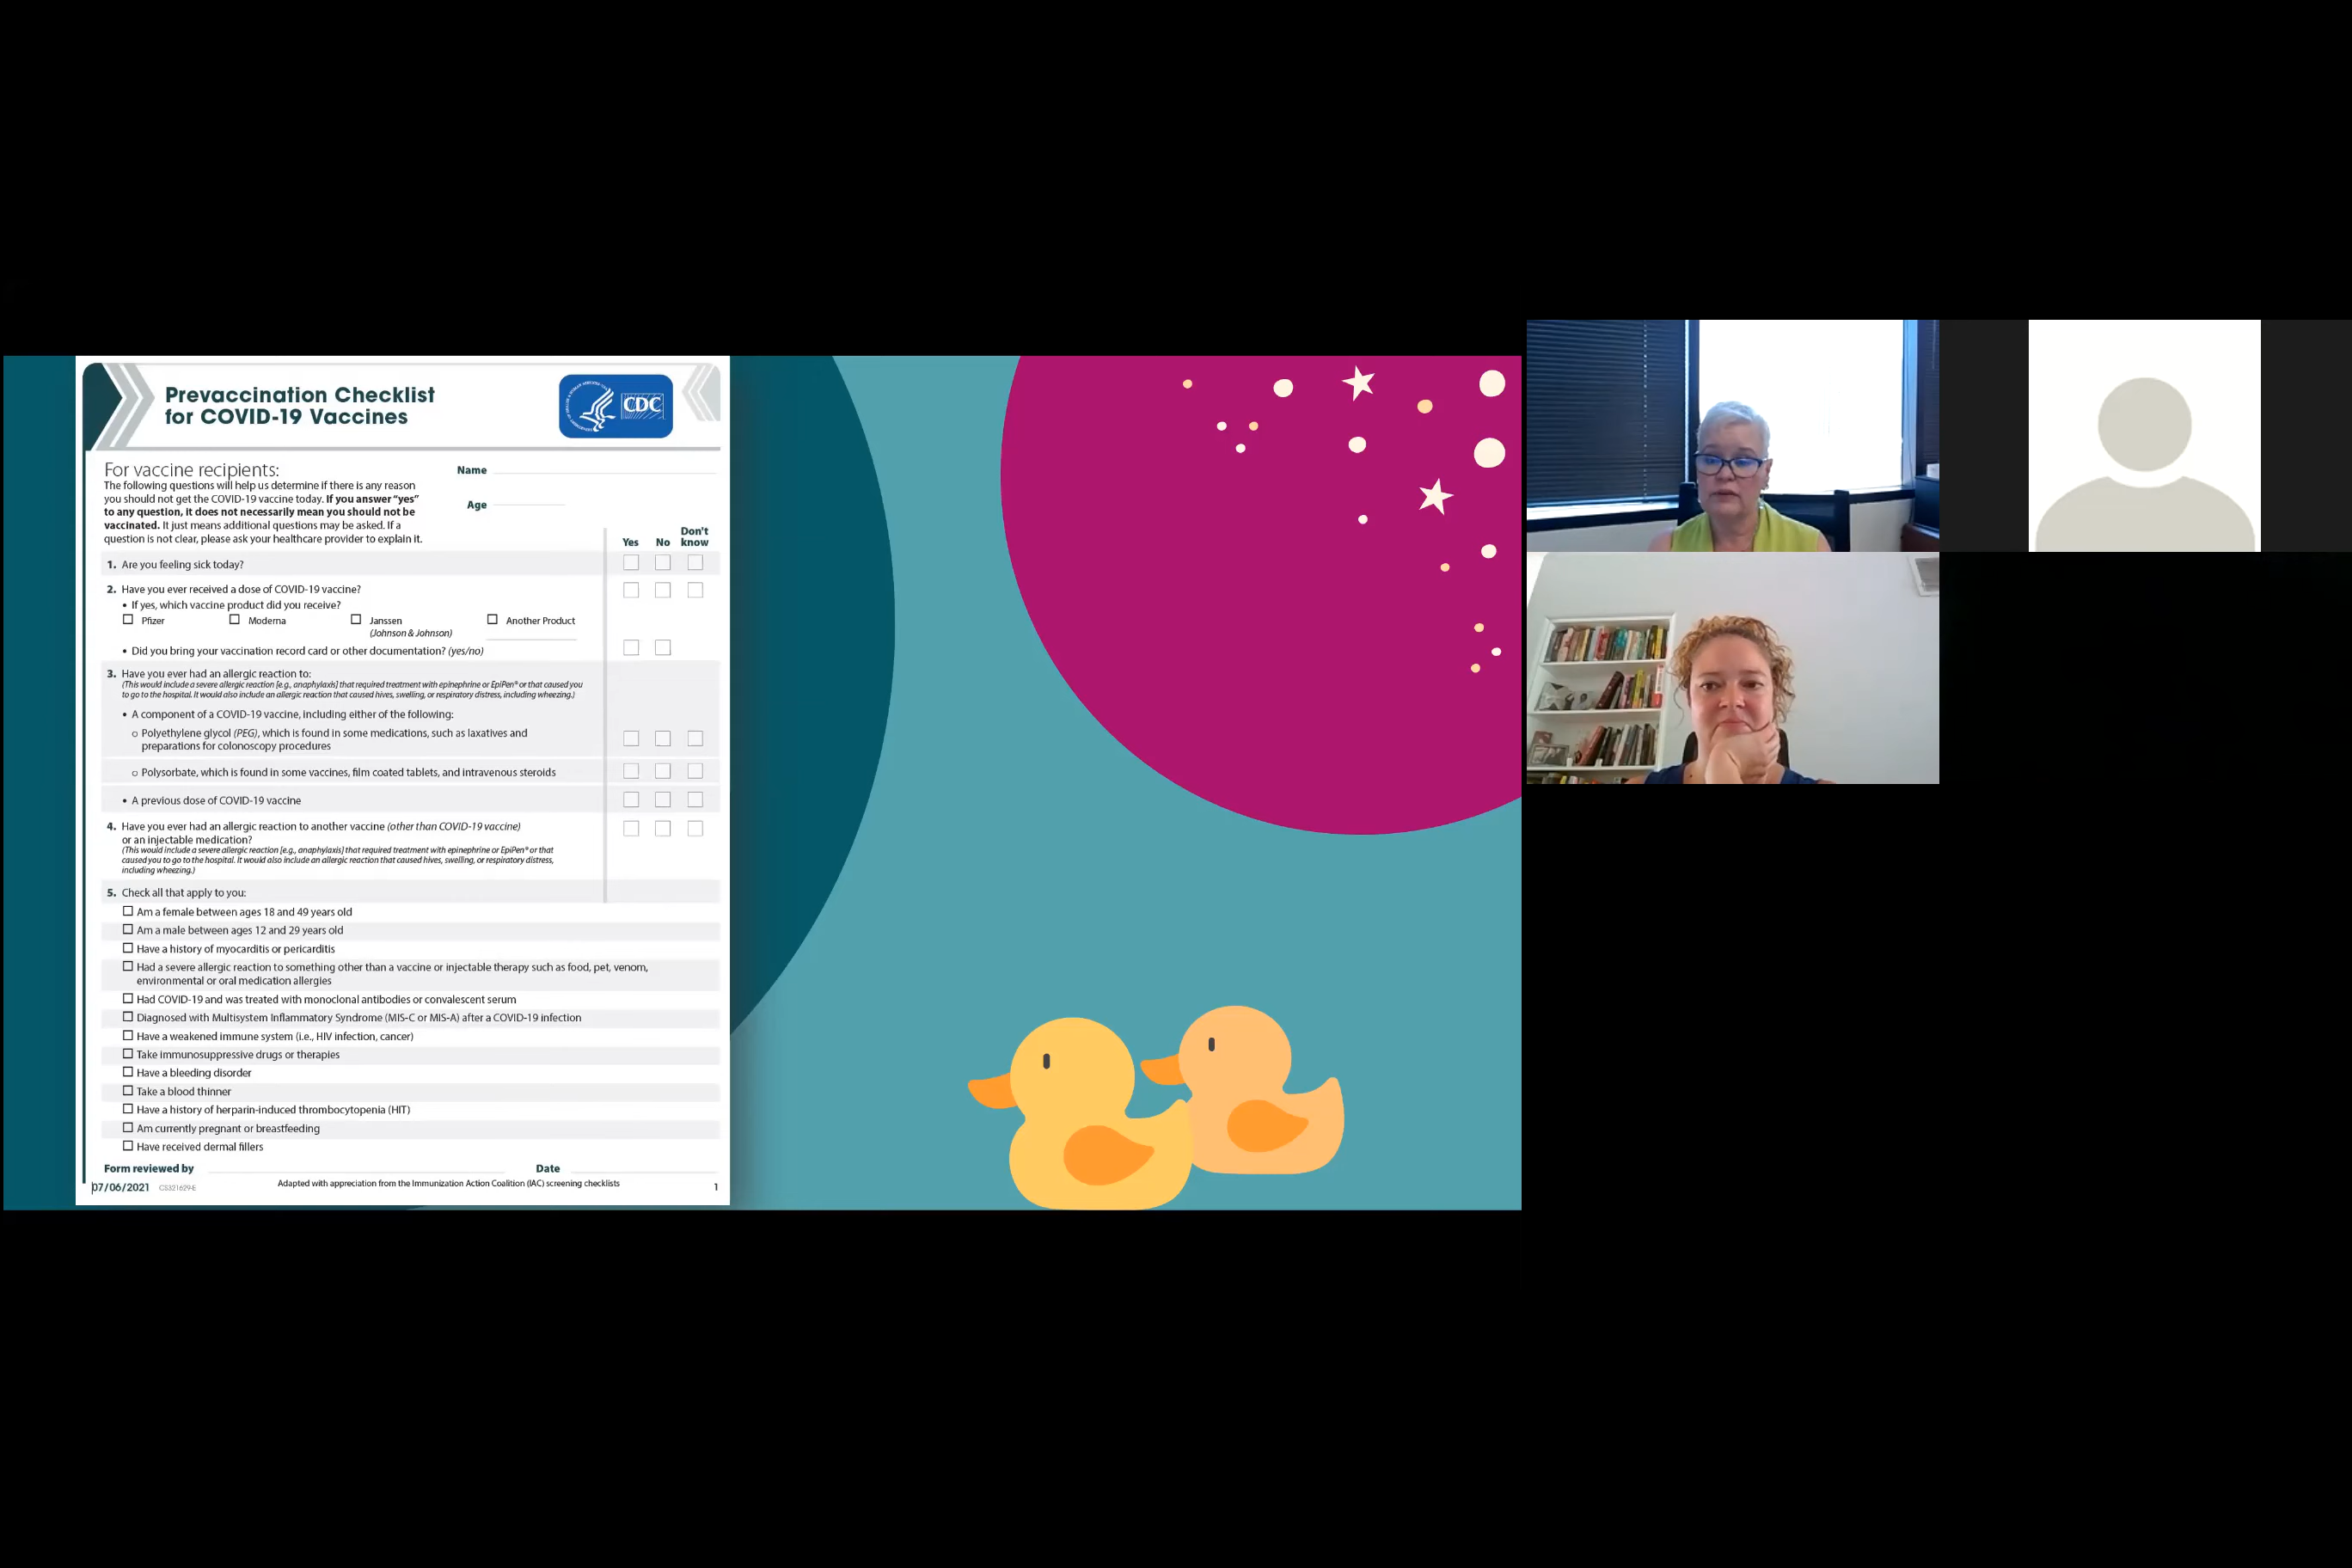 Prevaccination Checklist
for COVID-19 Vaccines
CDC
For vaccine recipients:
The following questions will help us determine if there is any reason
you should not get the COVID-19 vaccine today. If you answer “yes”
to any question, it does not necessarily mean you should not be
vaccinated. It just means additional questions may be asked. If a
question is not clear, please ask your healthcare provider to explain it.
Name
Age
Yes No Don't know
1. Are you feeling sick today?
2. Have you ever received a dose of COVID-19 vaccine?
• If yes, which vaccine product did you receive?
Pfizer Moderna Janssen Another Product
(Johnson & Johnson)
• Did you bring your vaccination record card or other documentation? (yes/no)
3. Have you ever had an allergic reaction to:
(This would include a severe allergic reaction [e.g., anaphylaxis] that required treatment with epinephrine or EpiPen® or that caused you
to go to the hospital. It would also include an allergic reaction that caused hives, swelling, or respiratory distress, including wheezing.)
• A component of a COVID-19 vaccine, including either of the following:
○ Polyethylene glycol (PEG), which is found in some medications, such as laxatives and
preparations for colonoscopy procedures
○ Polysorbate, which is found in some vaccines, film coated tablets, and intravenous steroids
• A previous dose of COVID-19 vaccine
4. Have you ever had an allergic reaction to another vaccine (other than COVID-19 vaccine)
or an injectable medication?
(This would include a severe allergic reaction [e.g., anaphylaxis] that required treatment with epinephrine or EpiPen® or that
caused you to go to the hospital. It would also include an allergic reaction that caused hives, swelling, or respiratory distress,
including wheezing.)
5. Check all that apply to you:
Am a female between ages 18 and 49 years old
Am a male between ages 12 and 29 years old
Have a history of myocarditis or pericarditis
Had a severe allergic reaction to something other than a vaccine or injectable therapy such as food, pet, venom,
environmental or oral medication allergies
Had COVID-19 and was treated with monoclonal antibodies or convalescent serum
Diagnosed with Multisystem Inflammatory Syndrome (MIS-C or MIS-A) after a COVID-19 infection
Have a weakened immune system (i.e., HIV infection, cancer)
Take immunosuppressive drugs or therapies
Have a bleeding disorder
Take a blood thinner
Have a history of herparin-induced thrombocytopenia (HIT)
Am currently pregnant or breastfeeding
Have received dermal fillers
Form reviewed by
Date
07/06/2021 CS321629-E Adapted with appreciation from the Immunization Action Coalition (IAC) screening checklists 1